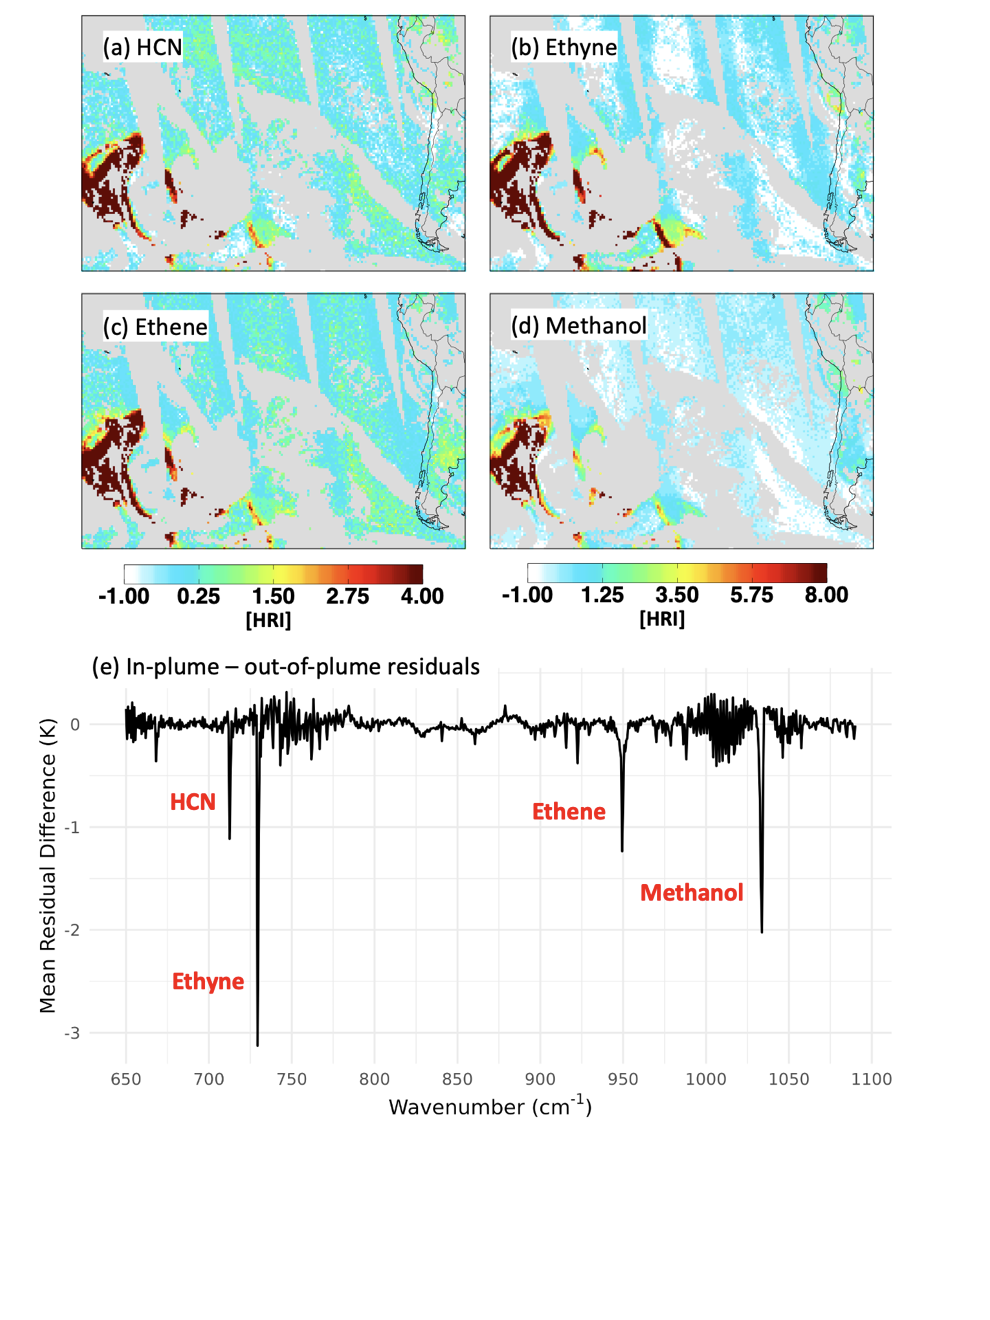 (a) HCN
(b) Ethyne
(c) Ethene
(d) Methanol
-1.00 0.25 1.50 2.75 4.00
[HRI]
-1.00 1.25 3.50 5.75 8.00
[HRI]
(e) In-plume – out-of-plume residuals
Mean Residual Difference (K)
0
-1
-2
-3
HCN
Ethyne
Ethene
Methanol
650 700 750 800 850 900 950 1000 1050 1100
Wavenumber (cm⁻¹)